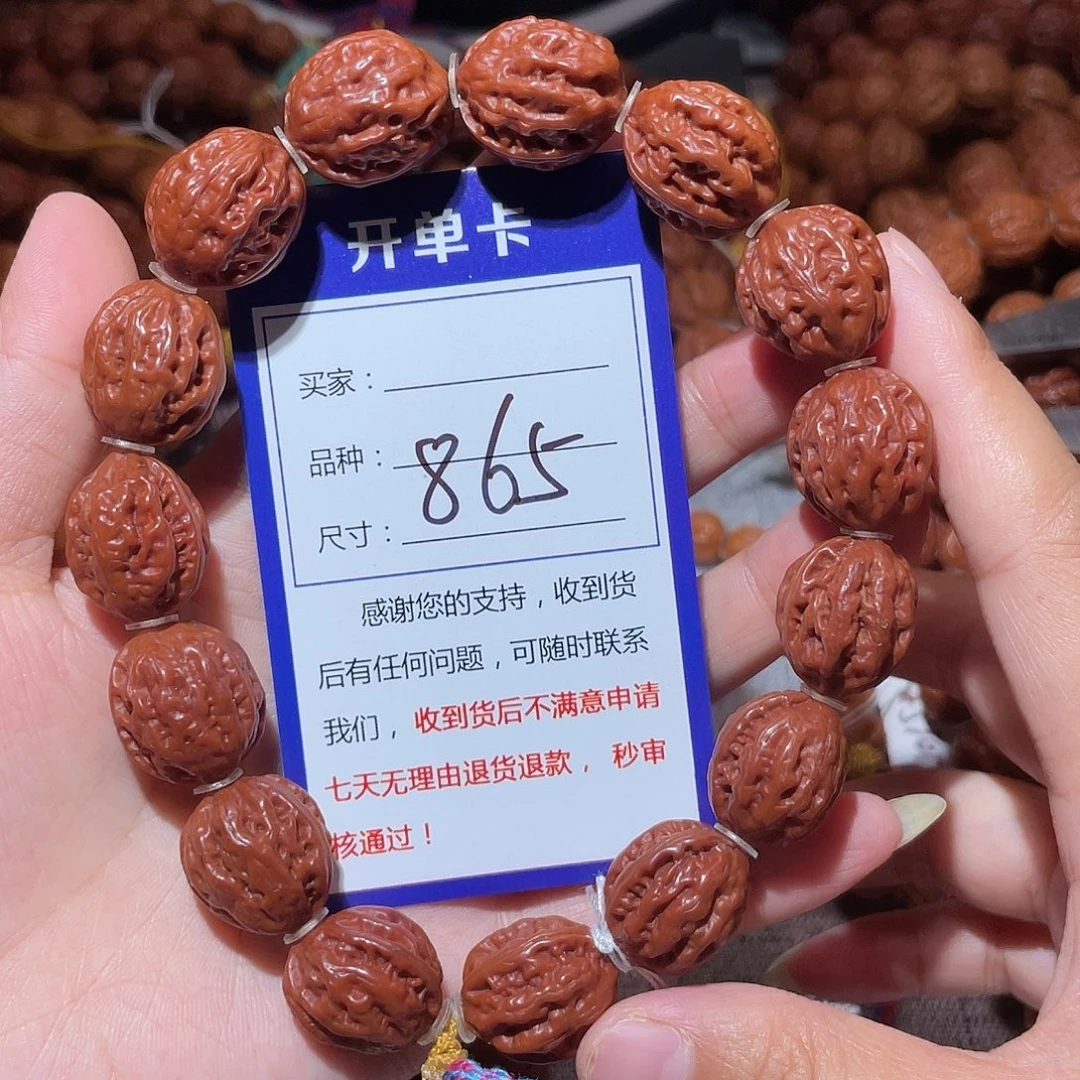 开单卡
买家：
品种：865
尺寸：
感谢您的支持，收到货
后有任何问题，可随时联系
我们，收到货后不满意申请
七天无理由退货退款，秒审
核通过！